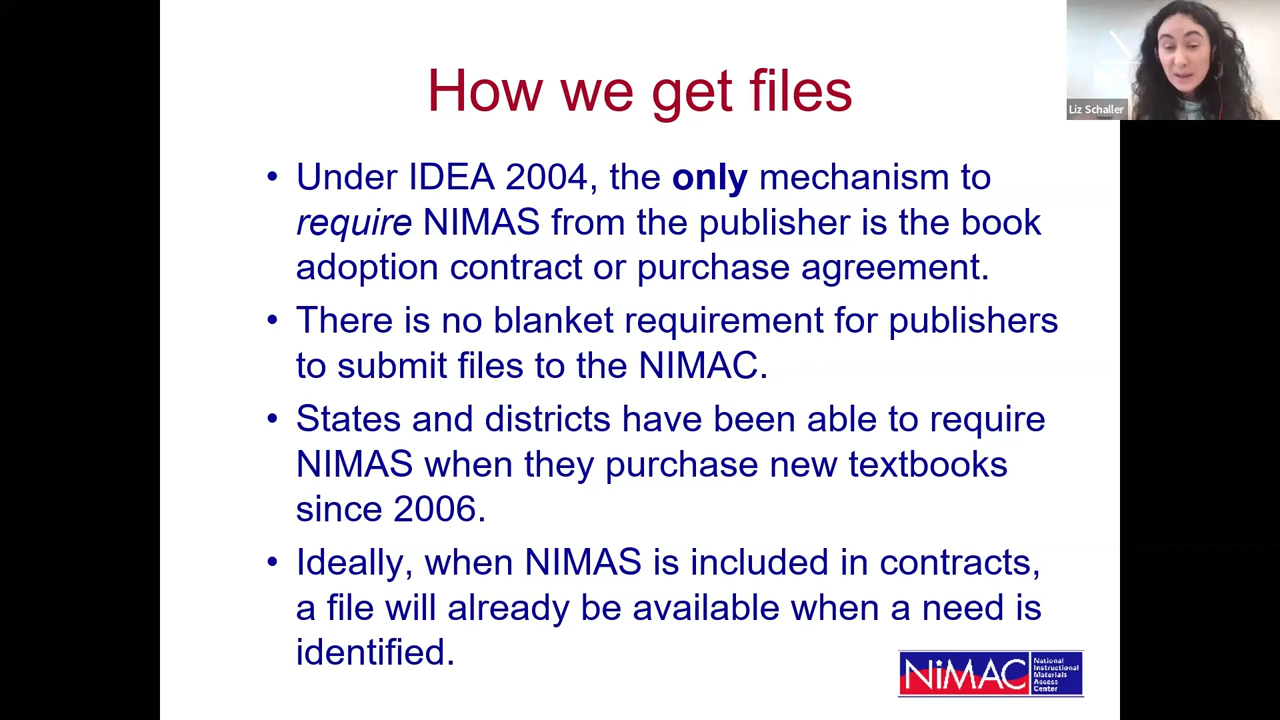 How we get files
Liz Schaller
• Under IDEA 2004, the only mechanism to
require NIMAS from the publisher is the book
adoption contract or purchase agreement.
• There is no blanket requirement for publishers
to submit files to the NIMAC.
• States and districts have been able to require
NIMAS when they purchase new textbooks
since 2006.
• Ideally, when NIMAS is included in contracts,
a file will already be available when a need is
identified.
NiMAC
National
Instructional
Materials
Access
Center